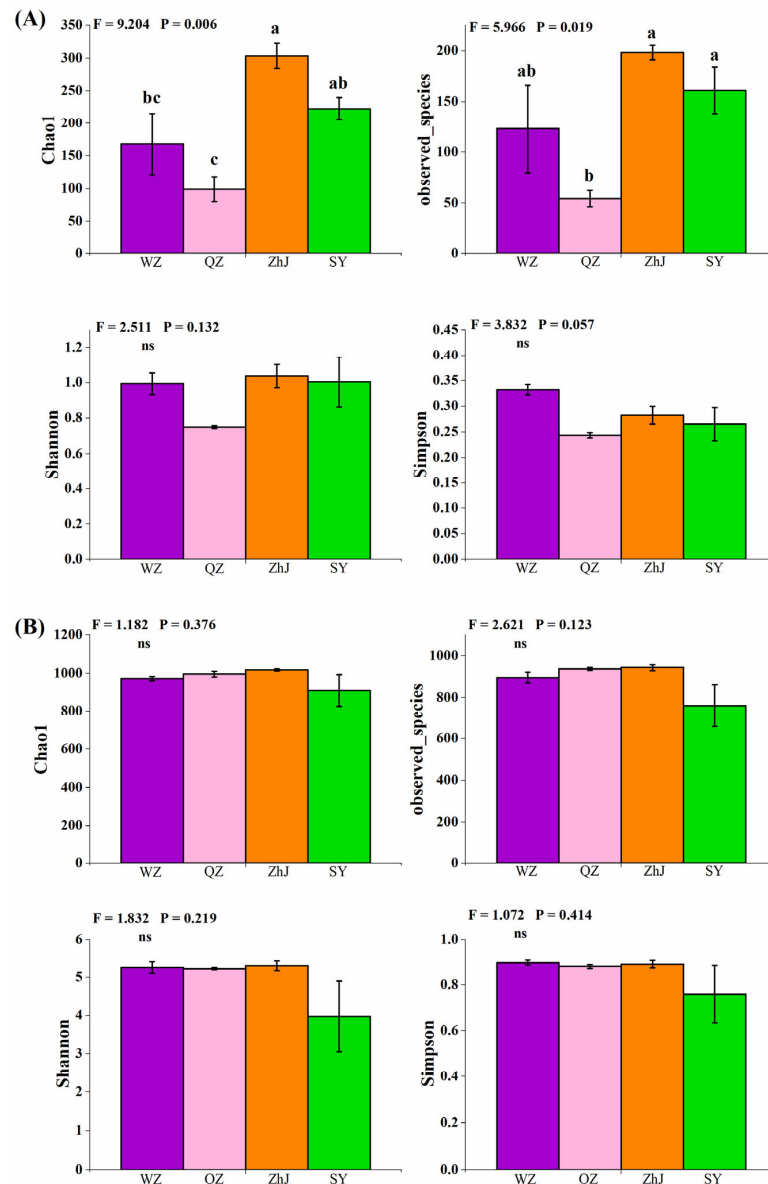 (A)
F = 9.204 P = 0.006
350
300
250
200
150
100
50
0
Chao1
bc
c
a
ab
WZ QZ ZhJ SY
F = 5.966 P = 0.019
200
150
100
50
0
observed_species
ab
b
a
a
WZ QZ ZhJ SY
F = 2.511 P = 0.132
ns
1.2
1.0
0.8
0.6
0.4
0.2
0.0
Shannon
WZ QZ ZhJ SY
F = 3.832 P = 0.057
ns
0.45
0.40
0.35
0.30
0.25
0.20
0.15
0.10
0.05
0.00
Simpson
WZ QZ ZhJ SY
(B)
F = 1.182 P = 0.376
ns
1200
1000
800
600
400
200
0
Chao1
WZ QZ ZhJ SY
F = 2.621 P = 0.123
ns
1000
800
600
400
200
0
observed_species
WZ QZ ZhJ SY
F = 1.832 P = 0.219
ns
6
5
4
3
2
1
0
Shannon
WZ OZ ZhJ SY
F = 1.072 P = 0.414
ns
1.0
0.8
0.6
0.4
0.2
0.0
Simpson
WZ OZ ZhJ SY